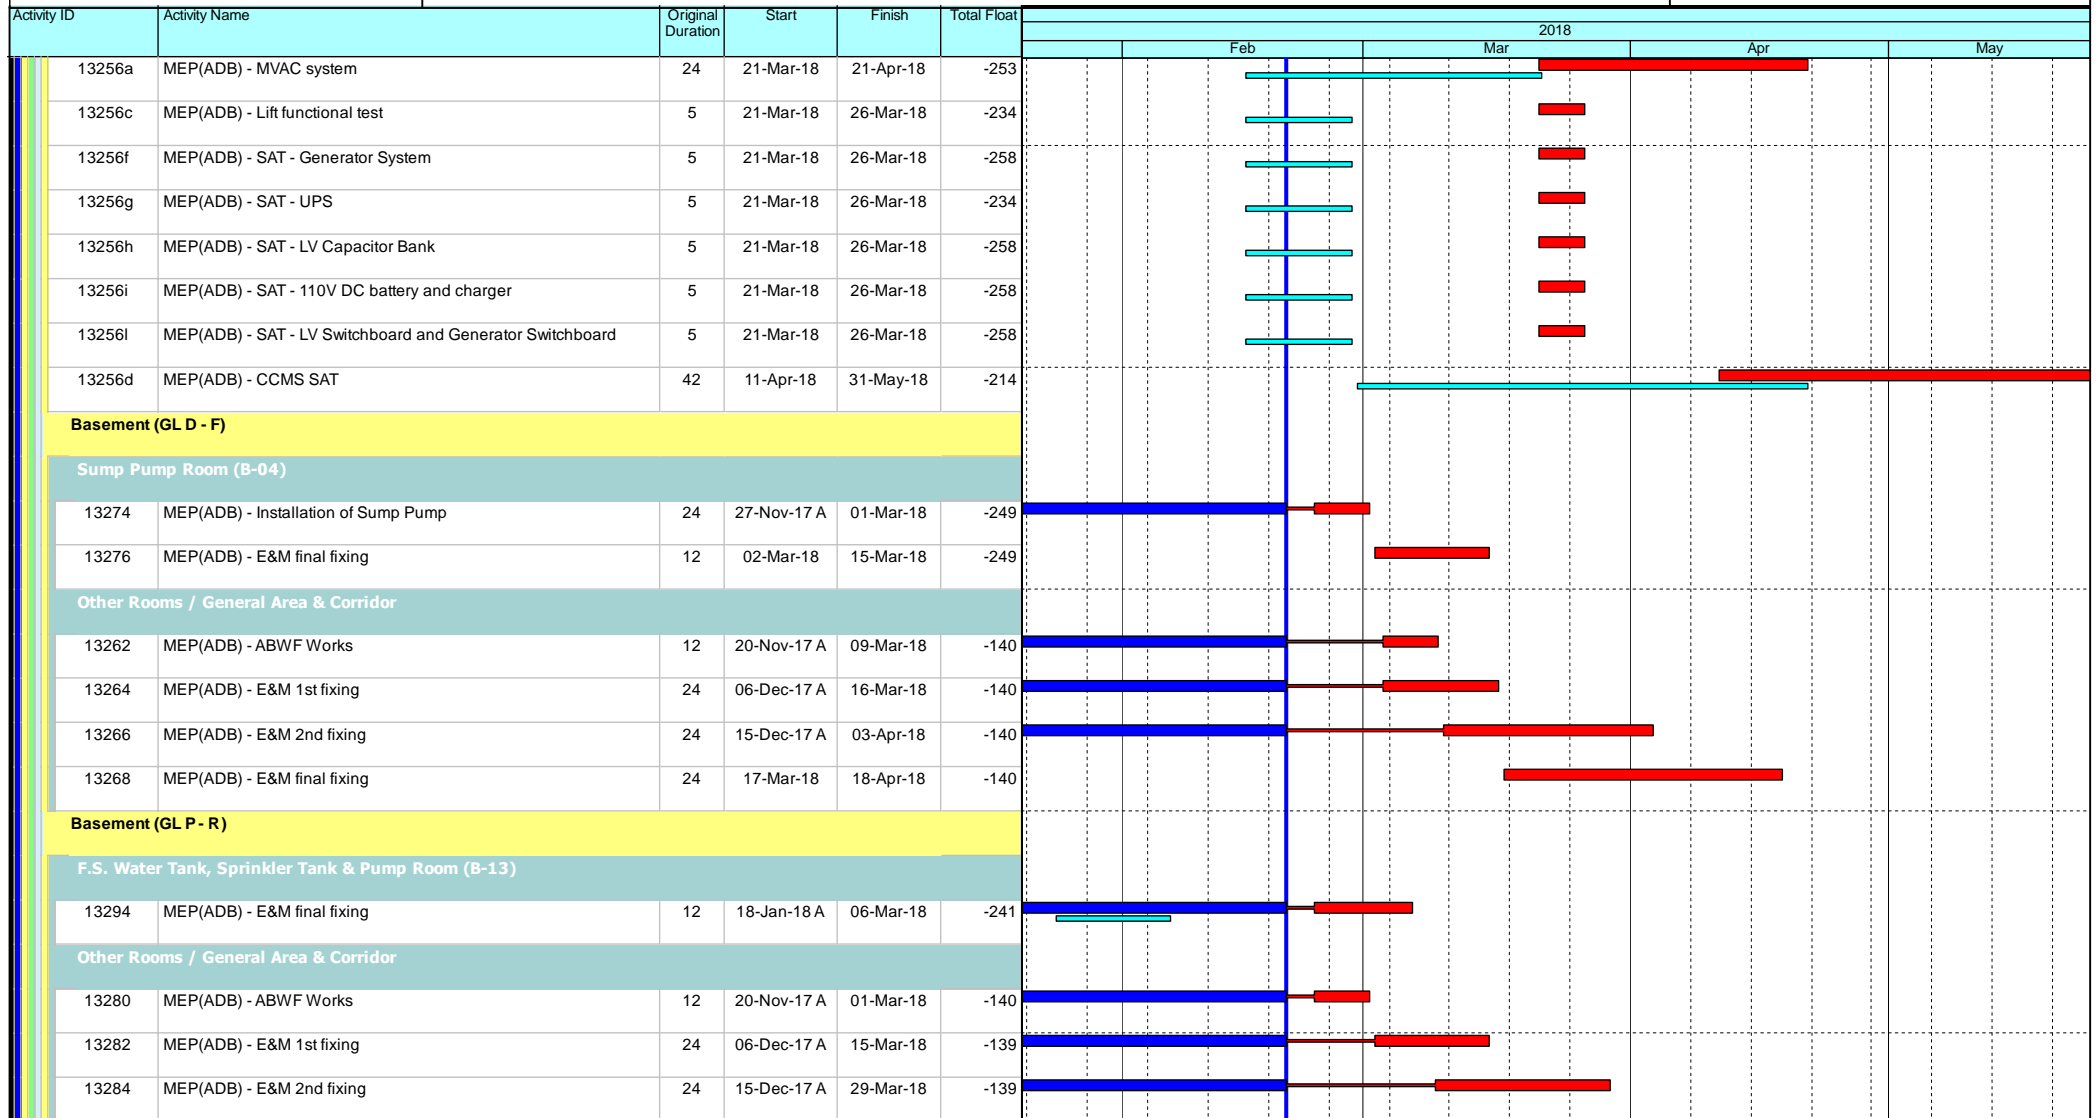 Activity ID Activity Name Original Duration Start Finish Total Float
2018
Feb Mar Apr May
13256a MEP(ADB) - MVAC system 24 21-Mar-18 21-Apr-18 -253
13256c MEP(ADB) - Lift functional test 5 21-Mar-18 26-Mar-18 -234
13256f MEP(ADB) - SAT - Generator System 5 21-Mar-18 26-Mar-18 -258
13256g MEP(ADB) - SAT - UPS 5 21-Mar-18 26-Mar-18 -234
13256h MEP(ADB) - SAT - LV Capacitor Bank 5 21-Mar-18 26-Mar-18 -258
13256i MEP(ADB) - SAT - 110V DC battery and charger 5 21-Mar-18 26-Mar-18 -258
13256l MEP(ADB) - SAT - LV Switchboard and Generator Switchboard 5 21-Mar-18 26-Mar-18 -258
13256d MEP(ADB) - CCMS SAT 42 11-Apr-18 31-May-18 -214
Basement (GL D - F)
Sump Pump Room (B-04)
13274 MEP(ADB) - Installation of Sump Pump 24 27-Nov-17 A 01-Mar-18 -249
13276 MEP(ADB) - E&M final fixing 12 02-Mar-18 15-Mar-18 -249
Other Rooms / General Area & Corridor
13262 MEP(ADB) - ABWF Works 12 20-Nov-17 A 09-Mar-18 -140
13264 MEP(ADB) - E&M 1st fixing 24 06-Dec-17 A 16-Mar-18 -140
13266 MEP(ADB) - E&M 2nd fixing 24 15-Dec-17 A 03-Apr-18 -140
13268 MEP(ADB) - E&M final fixing 24 17-Mar-18 18-Apr-18 -140
Basement (GL P - R)
F.S. Water Tank, Sprinkler Tank & Pump Room (B-13)
13294 MEP(ADB) - E&M final fixing 12 18-Jan-18 A 06-Mar-18 -241
Other Rooms / General Area & Corridor
13280 MEP(ADB) - ABWF Works 12 20-Nov-17 A 01-Mar-18 -140
13282 MEP(ADB) - E&M 1st fixing 24 06-Dec-17 A 15-Mar-18 -139
13284 MEP(ADB) - E&M 2nd fixing 24 15-Dec-17 A 29-Mar-18 -139